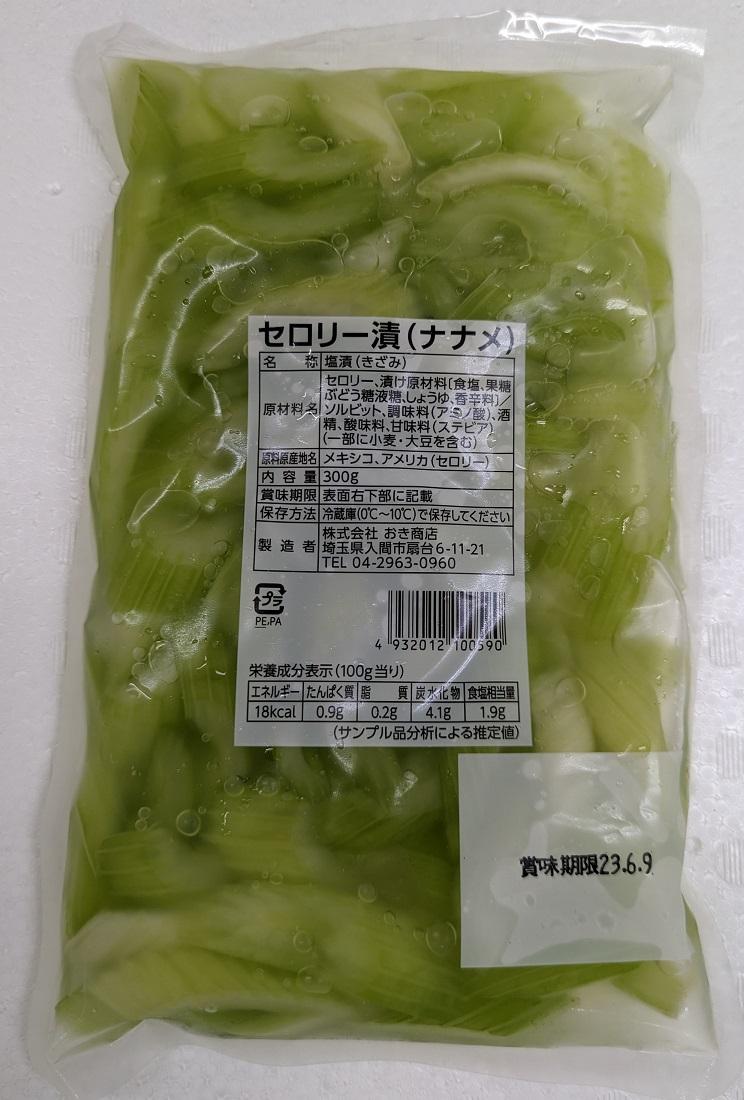 セロリー漬（ナナメ）
名称 塩漬（きざみ）
原材料名 セロリー、漬け原材料〔食塩、果糖
ぶどう糖液糖、しょうゆ、香辛料〕／
ソルビット、調味料（アミノ酸）、酒
精、酸味料、甘味料（ステビア）
（一部に小麦・大豆を含む）
原料原産地名 メキシコ、アメリカ（セロリー）
内容量 300g
賞味期限 表面右下部に記載
保存方法 冷蔵庫（0℃～10℃）で保存してください
製造者 株式会社 おき商店
埼玉県入間市扇台6-11-21
TEL 04-2963-0960
プラ
PE,PA
4 932012 100590
栄養成分表示（100g当り）
エネルギー たんぱく質 脂質 炭水化物 食塩相当量
18kcal 0.9g 0.2g 4.1g 1.9g
（サンプル品分析による推定値）
賞味期限23.6.9